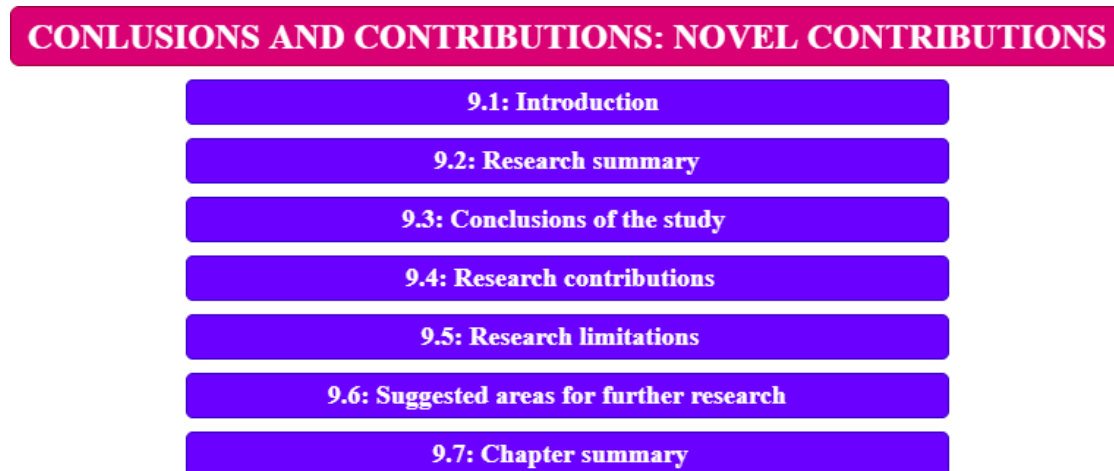 CONLUSIONS AND CONTRIBUTIONS: NOVEL CONTRIBUTIONS
9.1: Introduction
9.2: Research summary
9.3: Conclusions of the study
9.4: Research contributions
9.5: Research limitations
9.6: Suggested areas for further research
9.7: Chapter summary